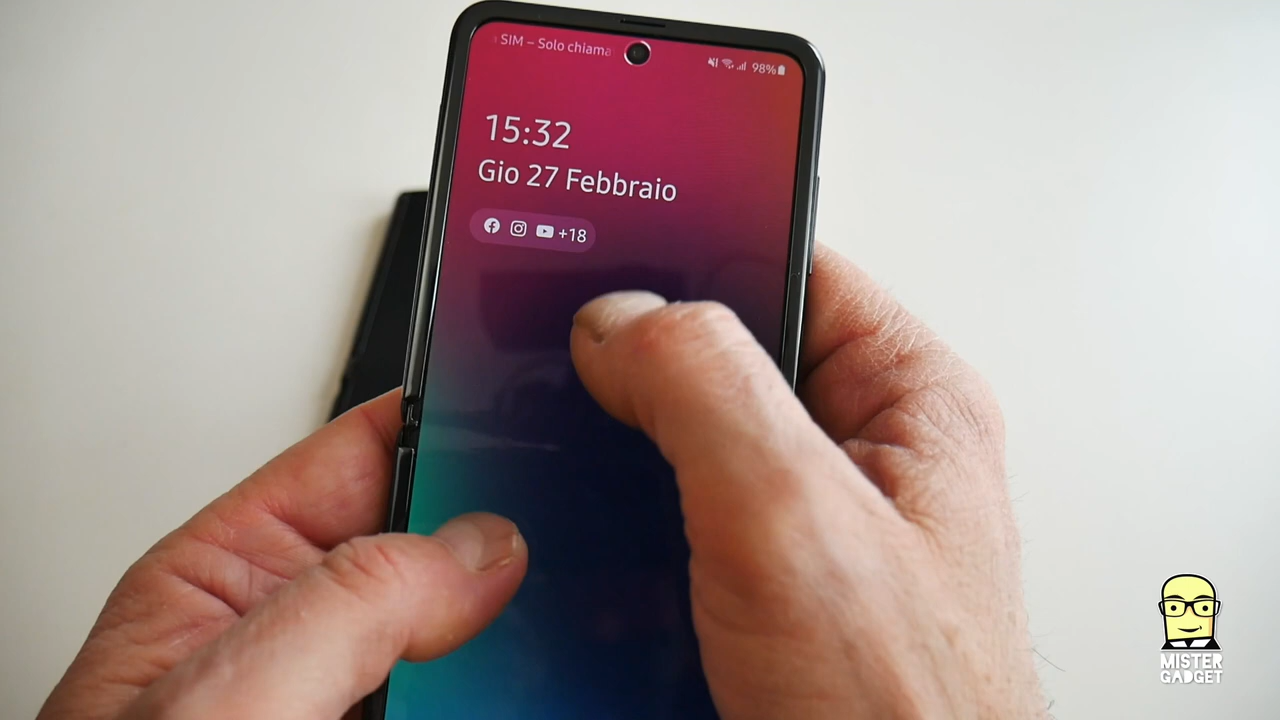 SIM – Solo chiama
98%
15:32
Gio 27 Febbraio
+18
MISTER
GADGET